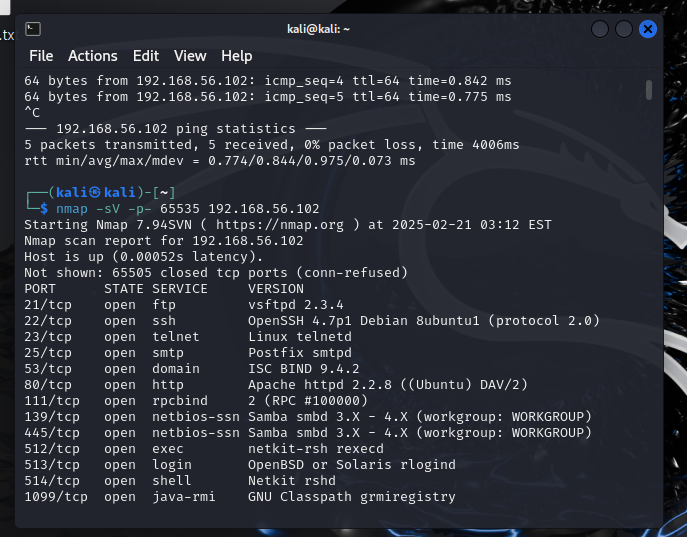 .tx
kali@kali: ~
File Actions Edit View Help
64 bytes from 192.168.56.102: icmp_seq=4 ttl=64 time=0.842 ms
64 bytes from 192.168.56.102: icmp_seq=5 ttl=64 time=0.775 ms
^C
--- 192.168.56.102 ping statistics ---
5 packets transmitted, 5 received, 0% packet loss, time 4006ms
rtt min/avg/max/mdev = 0.774/0.844/0.975/0.073 ms
┌──(kali㉿kali)-[~]
└─$ nmap -sV -p- 65535 192.168.56.102
Starting Nmap 7.94SVN ( https://nmap.org ) at 2025-02-21 03:12 EST
Nmap scan report for 192.168.56.102
Host is up (0.00052s latency).
Not shown: 65505 closed tcp ports (conn-refused)
PORT     STATE SERVICE     VERSION
21/tcp   open  ftp         vsftpd 2.3.4
22/tcp   open  ssh         OpenSSH 4.7p1 Debian 8ubuntu1 (protocol 2.0)
23/tcp   open  telnet      Linux telnetd
25/tcp   open  smtp        Postfix smtpd
53/tcp   open  domain      ISC BIND 9.4.2
80/tcp   open  http        Apache httpd 2.2.8 ((Ubuntu) DAV/2)
111/tcp  open  rpcbind     2 (RPC #100000)
139/tcp  open  netbios-ssn Samba smbd 3.X - 4.X (workgroup: WORKGROUP)
445/tcp  open  netbios-ssn Samba smbd 3.X - 4.X (workgroup: WORKGROUP)
512/tcp  open  exec        netkit-rsh rexecd
513/tcp  open  login       OpenBSD or Solaris rlogind
514/tcp  open  shell       Netkit rshd
1099/tcp open  java-rmi    GNU Classpath grmiregistry